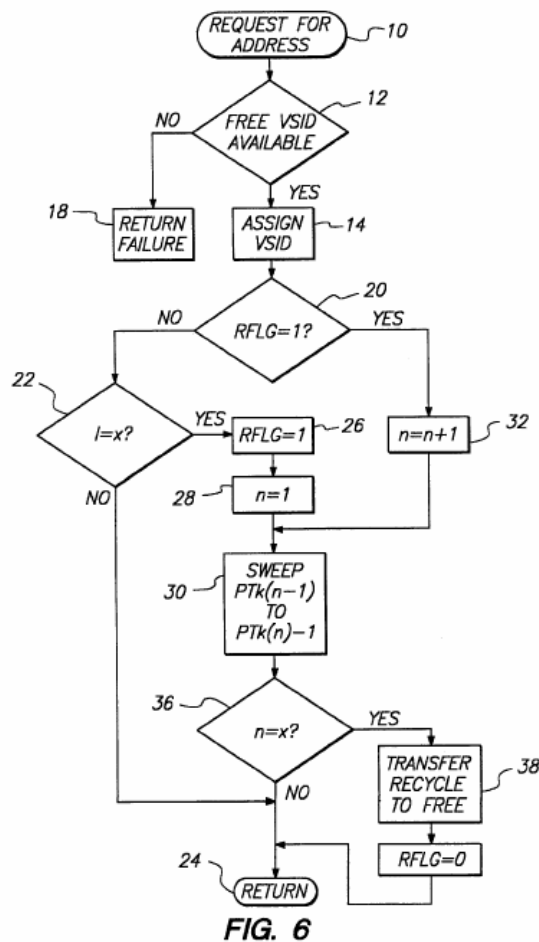 REQUEST FOR
ADDRESS
10
12
FREE VSID
AVAILABLE
NO
YES
18
RETURN
FAILURE
ASSIGN
VSID
14
20
RFLG=1?
NO
YES
22
I=x?
YES
NO
RFLG=1
26
n=n+1
32
28
n=1
30
SWEEP
PTk(n-1)
TO
PTk(n)-1
36
n=x?
YES
NO
TRANSFER
RECYCLE
TO FREE
38
RFLG=0
24
RETURN
FIG. 6